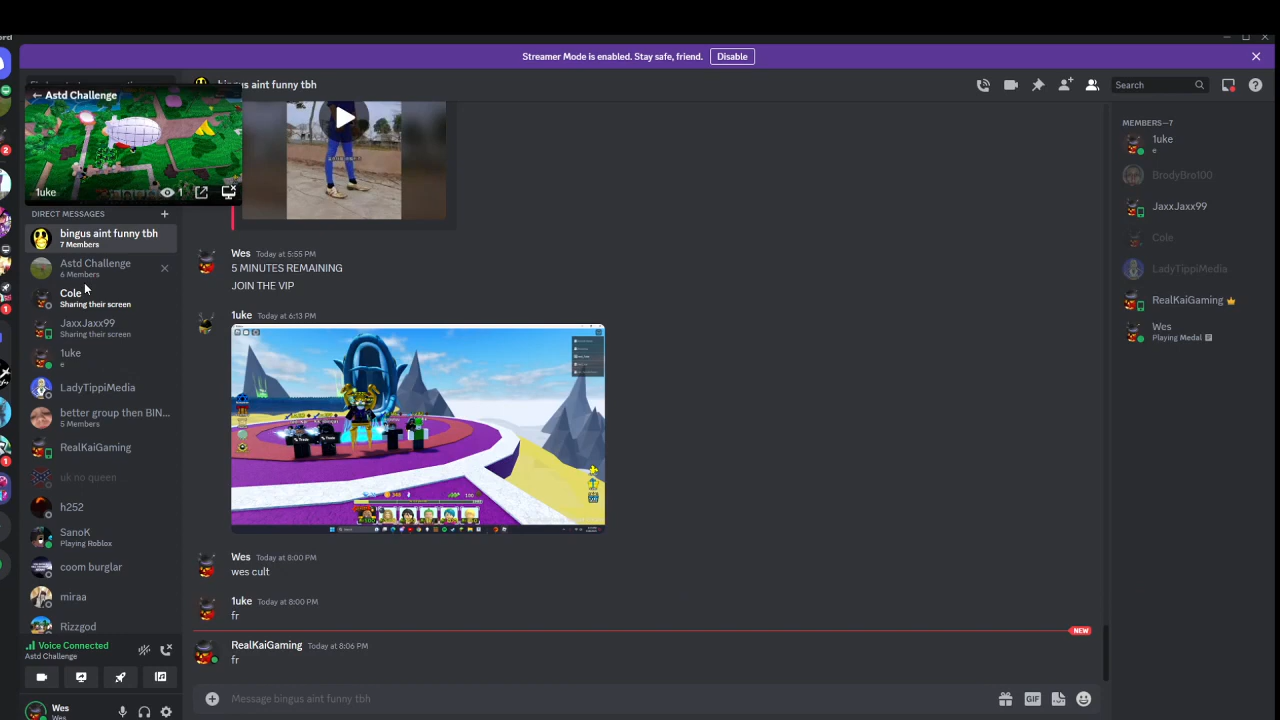 Streamer Mode is enabled. Stay safe, friend.
Disable
Astd Challenge
1uke
1
DIRECT MESSAGES
bingus aint funny tbh
7 Members
Astd Challenge
6 Members
Cole
Sharing their screen
JaxxJaxx99
Sharing their screen
1uke
e
LadyTippiMedia
better group then BIN...
5 Members
RealKaiGaming
uk no queen
h252
SanoK
Playing Roblox
coom burglar
miraa
Rizzgod
Voice Connected
Astd Challenge
Wes
Wes
2
1
1
aint funny tbh
Search
Wes Today at 5:55 PM
5 MINUTES REMAINING
JOIN THE VIP
1uke Today at 6:13 PM
Wes Today at 8:00 PM
wes cult
1uke Today at 8:00 PM
fr
NEW
RealKaiGaming Today at 8:06 PM
fr
Message bingus aint funny tbh
GIF
MEMBERS—7
1uke
e
BrodyBro100
JaxxJaxx99
Cole
LadyTippiMedia
RealKaiGaming
Wes
Playing Medal